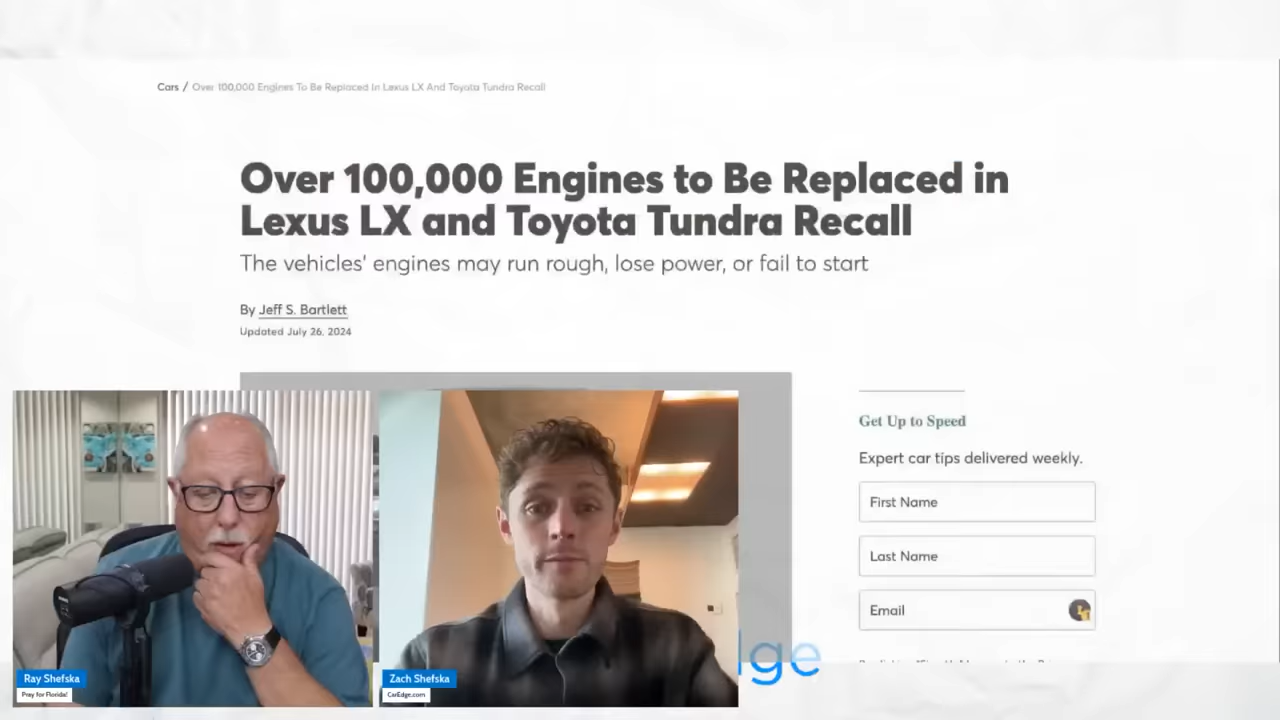 Cars / Over 100,000 Engines To Be Replaced In Lexus LX And Toyota Tundra Recall
Over 100,000 Engines to Be Replaced in
Lexus LX and Toyota Tundra Recall
The vehicles' engines may run rough, lose power, or fail to start
By Jeff S. Bartlett
Updated July 26, 2024
Get Up to Speed
Expert car tips delivered weekly.
First Name
Last Name
Email
dge
Ray Shefska
Pray for Florida!
Zach Shefska
CarEdge.com